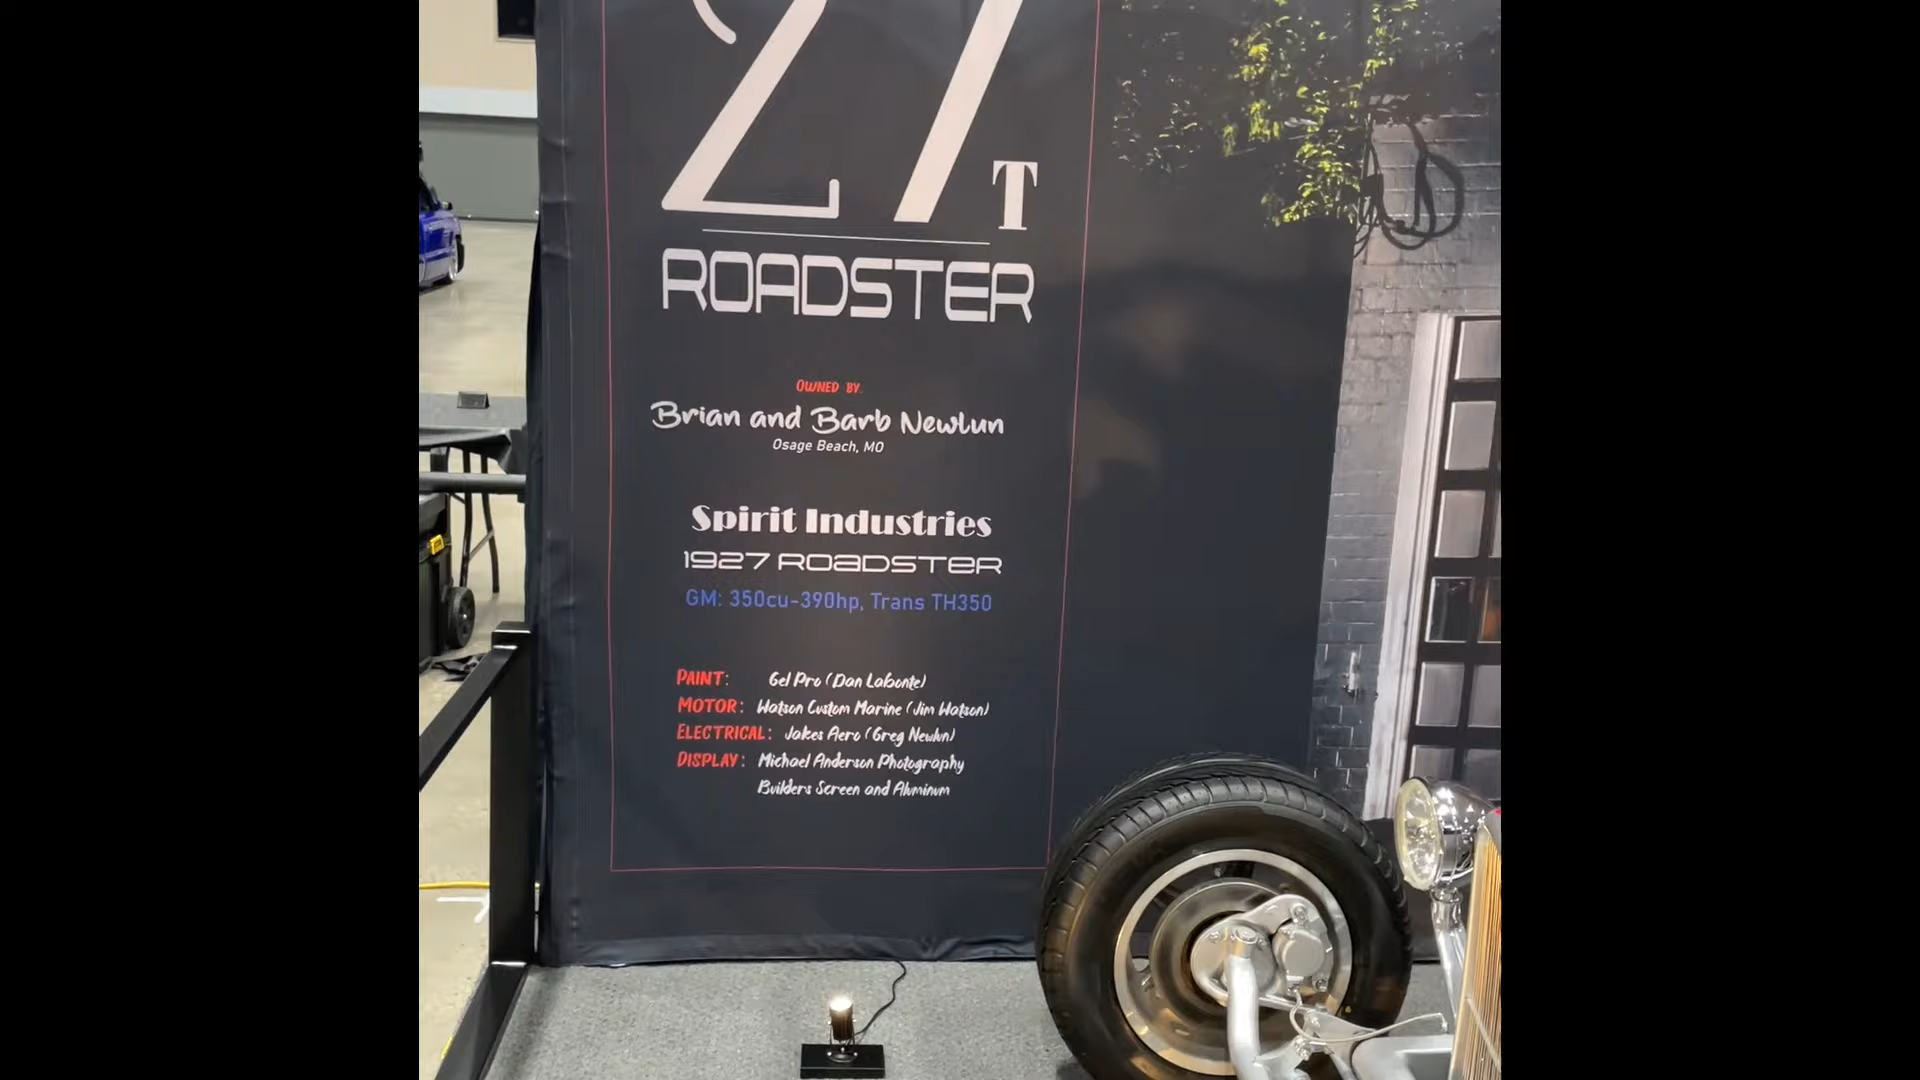 27T
ROADSTER
OWNED BY
Brian and Barb Newlun
Osage Beach, MO
Spirit Industries
1927 ROADSTER
GM: 350cu-390hp, Trans TH350
PAINT: Gel Pro (Dan Labonte)
MOTOR: Watson Custom Marine (Jim Watson)
ELECTRICAL: Jakes Aero (Greg Newlun)
DISPLAY: Michael Anderson Photography
Builders Screen and Aluminum